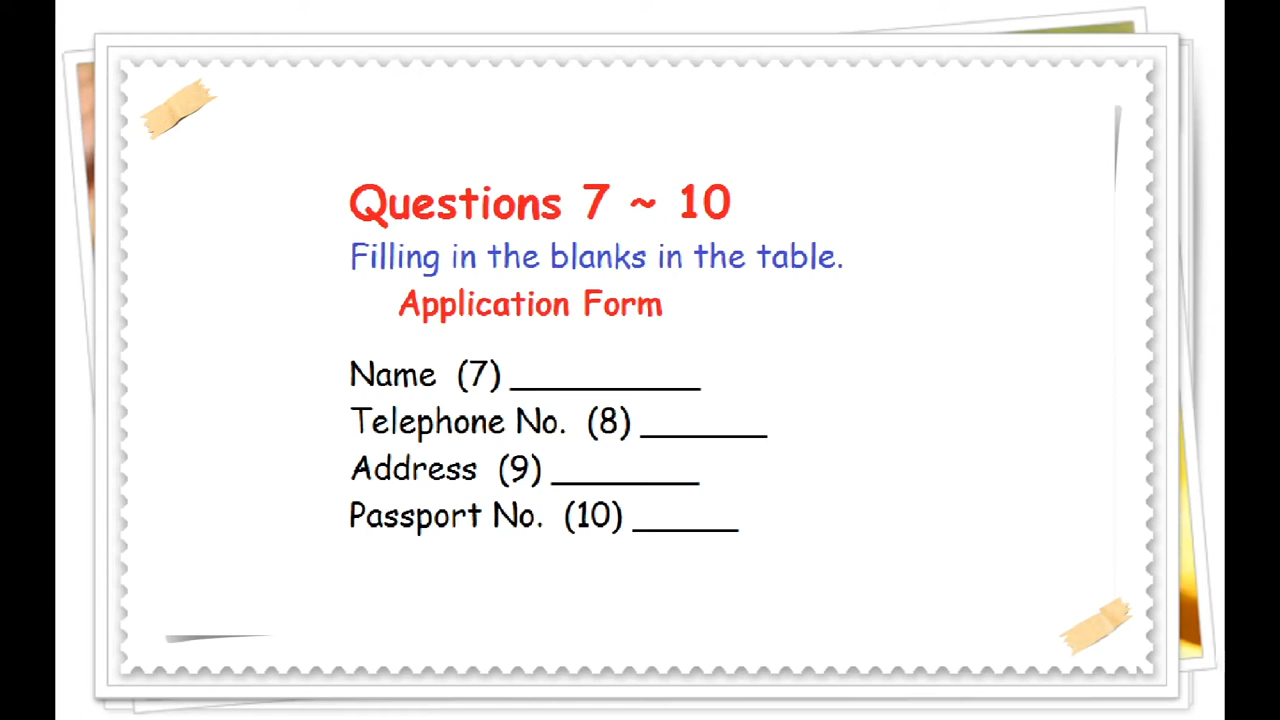 Questions 7 ~ 10
Filling in the blanks in the table.
Application Form
Name (7) __________
Telephone No. (8) _______
Address (9) ________
Passport No. (10) ______